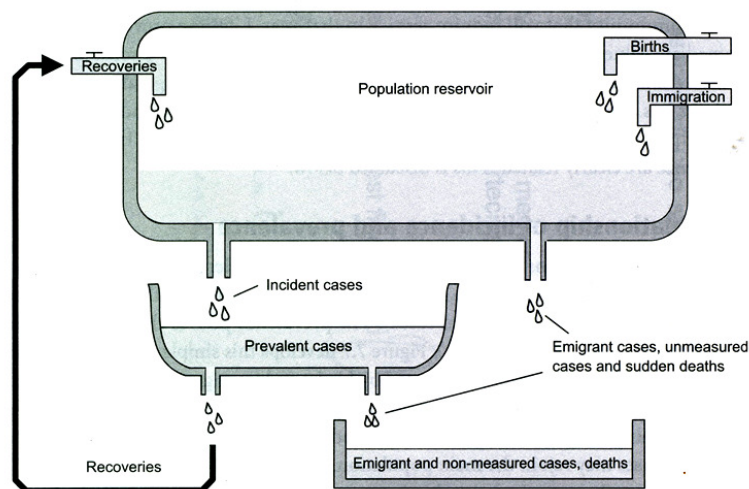 Births
Recoveries
Population reservoir
Immigration
Incident cases
Prevalent cases
Emigrant cases, unmeasured
cases and sudden deaths
Recoveries
Emigrant and non-measured cases, deaths